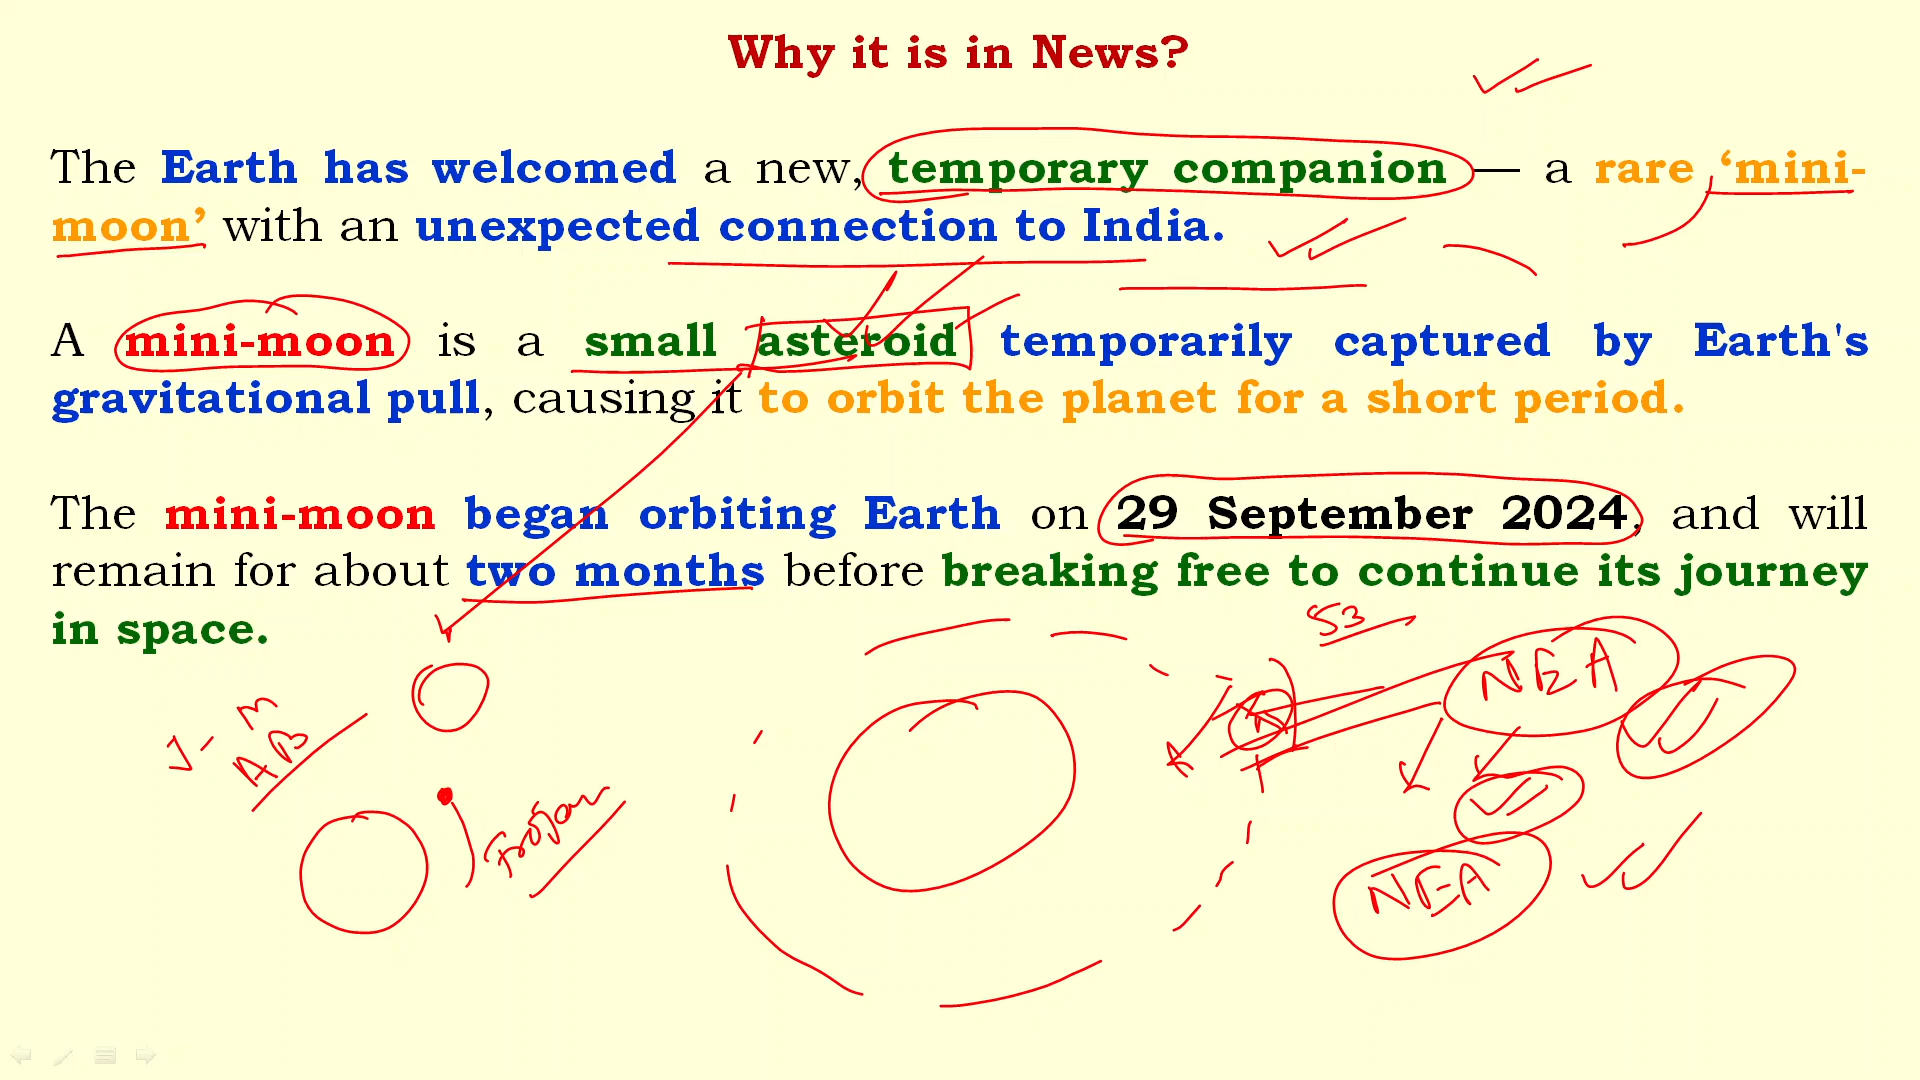 Why it is in News?
The Earth has welcomed a new, temporary companion — a rare ‘mini-
moon’ with an unexpected connection to India.
A mini-moon is a small asteroid temporarily captured by Earth's
gravitational pull, causing it to orbit the planet for a short period.
The mini-moon began orbiting Earth on 29 September 2024, and will
remain for about two months before breaking free to continue its journey
in space.
53
NEA
J - M
AB
Trojan
NEA